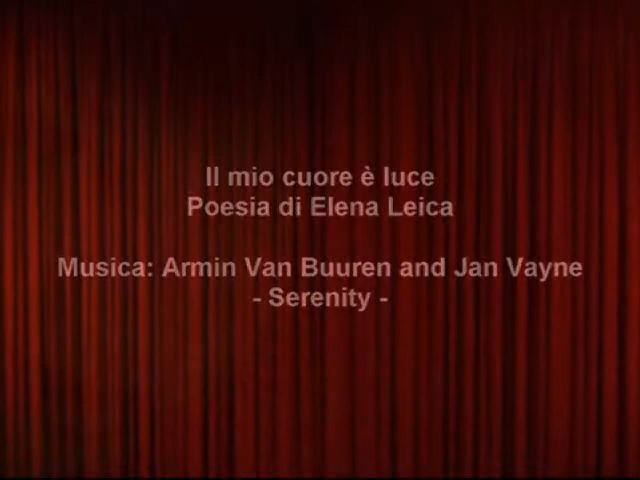 Il mio cuore è luce
Poesia di Elena Leica
Musica: Armin Van Buuren and Jan Vayne
- Serenity -